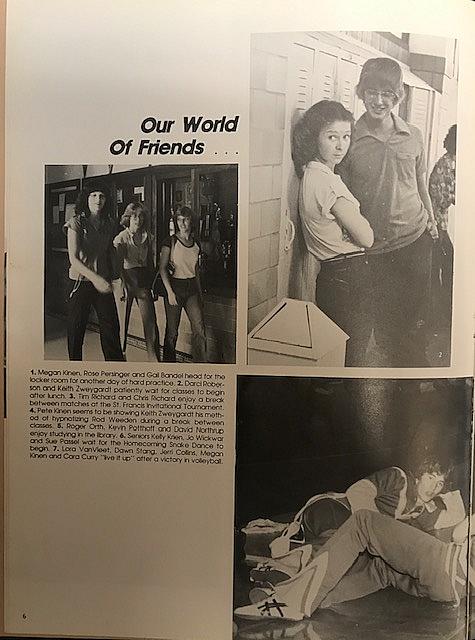 Our World
Of Friends . . .
2
1. Megan Kinen, Rose Persinger and Gail Bandel head for the
locker room for another day of hard practice. 2. Darci Rober-
son and Keith Zweygardt patiently wait for classes to begin
after lunch. 3. Tim Richard and Chris Richard enjoy a break
between matches at the St. Francis Invitational Tournament.
4. Pete Kinen seems to be showing Keith Zweygardt his meth-
od of hypnotizing Rod Weeden during a break between
classes. 5. Roger Orth, Kevin Potthoff and David Northrup
enjoy studying in the library. 6. Seniors Kelly Krien, Jo Wickwar
and Sue Passel wait for the Homecoming Snake Dance to
begin. 7. Lora VanVleet, Dawn Stang, Jerri Collins, Megan
Kinen and Cara Curry "live it up" after a victory in volleyball.
6